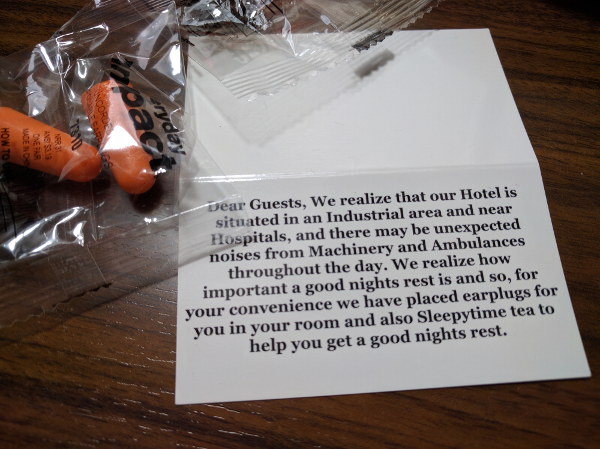 Impact
HOW TO
Dear Guests, We realize that our Hotel is
situated in an Industrial area and near
Hospitals, and there may be unexpected
noises from Machinery and Ambulances
throughout the day. We realize how
important a good nights rest is and so, for
your convenience we have placed earplugs for
you in your room and also Sleepytime tea to
help you get a good nights rest.